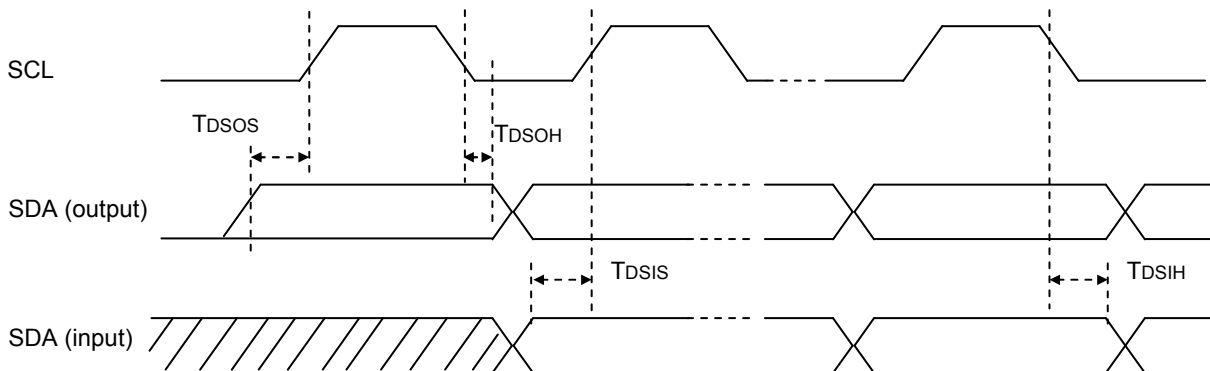 SCL
TDSOS
TDSOH
SDA (output)
TDSIS
TDSIH
SDA (input)